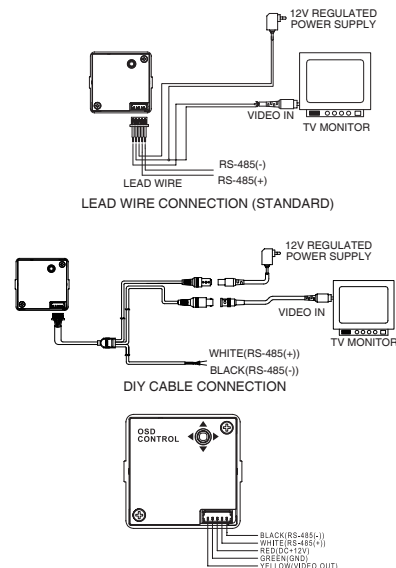 12V REGULATED
POWER SUPPLY
VIDEO IN
TV MONITOR
RS-485(-)
LEAD WIRE
RS-485(+)
LEAD WIRE CONNECTION (STANDARD)
12V REGULATED
POWER SUPPLY
VIDEO IN
TV MONITOR
WHITE(RS-485(+))
BLACK(RS-485(-))
DIY CABLE CONNECTION
OSD
CONTROL
BLACK(RS-485(-))
WHITE(RS-485(+))
RED(DC+12V)
GREEN(GND)
YELLOW(VIDEO OUT)